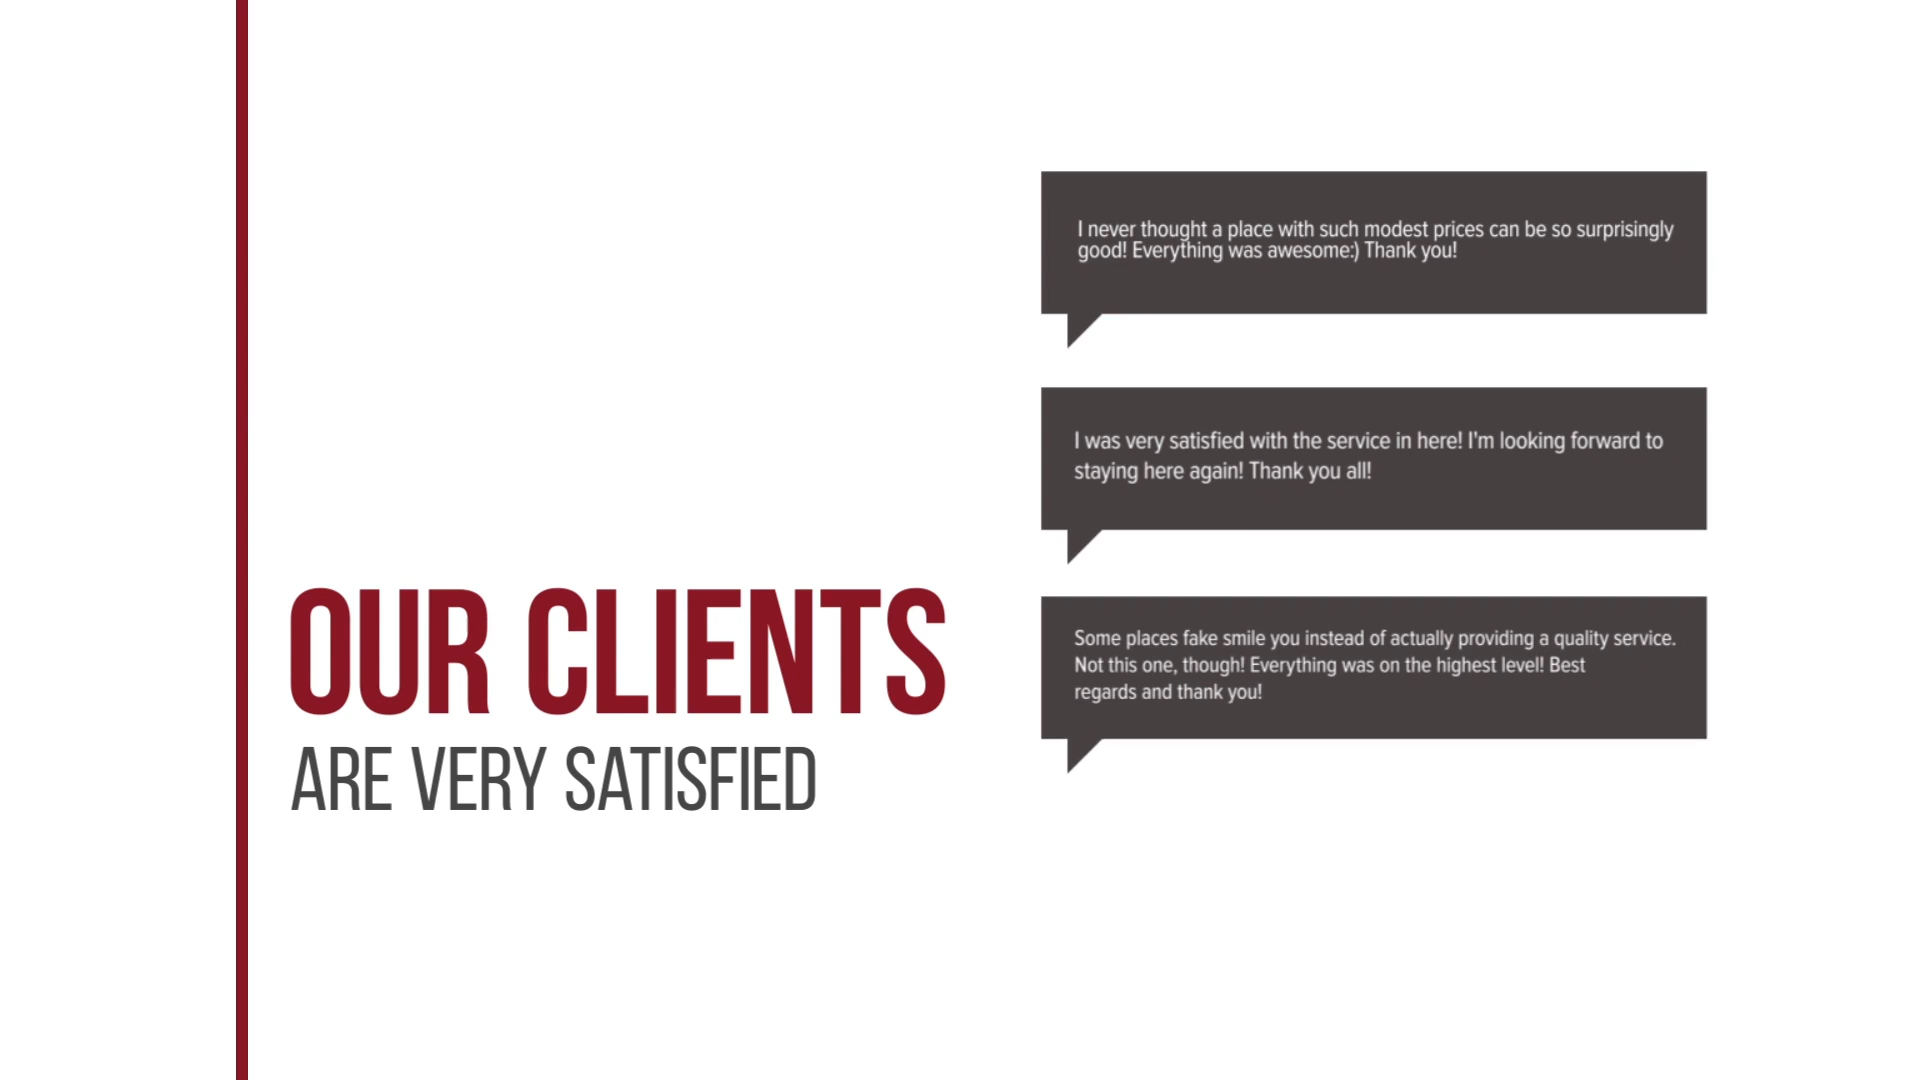 OUR CLIENTS
ARE VERY SATISFIED
I never thought a place with such modest prices can be so surprisingly
good! Everything was awesome:) Thank you!
I was very satisfied with the service in here! I'm looking forward to
staying here again! Thank you all!
Some places fake smile you instead of actually providing a quality service.
Not this one, though! Everything was on the highest level! Best
regards and thank you!